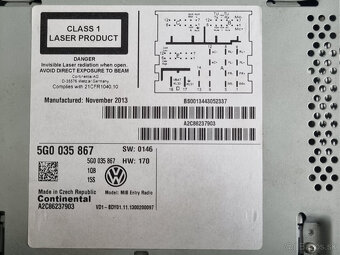 CLASS 1
LASER PRODUCT
DANGER
Invisible Laser radiation when open.
AVOID DIRECT EXPOSURE TO BEAM
Continental AG
Complies with 21CFR1040.10
Manufactured: November 2013
A2C86237903
5G0 035 867
SW: 0146
5G0 035 867
HW: 170
10B
15S
Made in Czech Republic
Model: MIB Entry Radio
Continental
A2C86237903